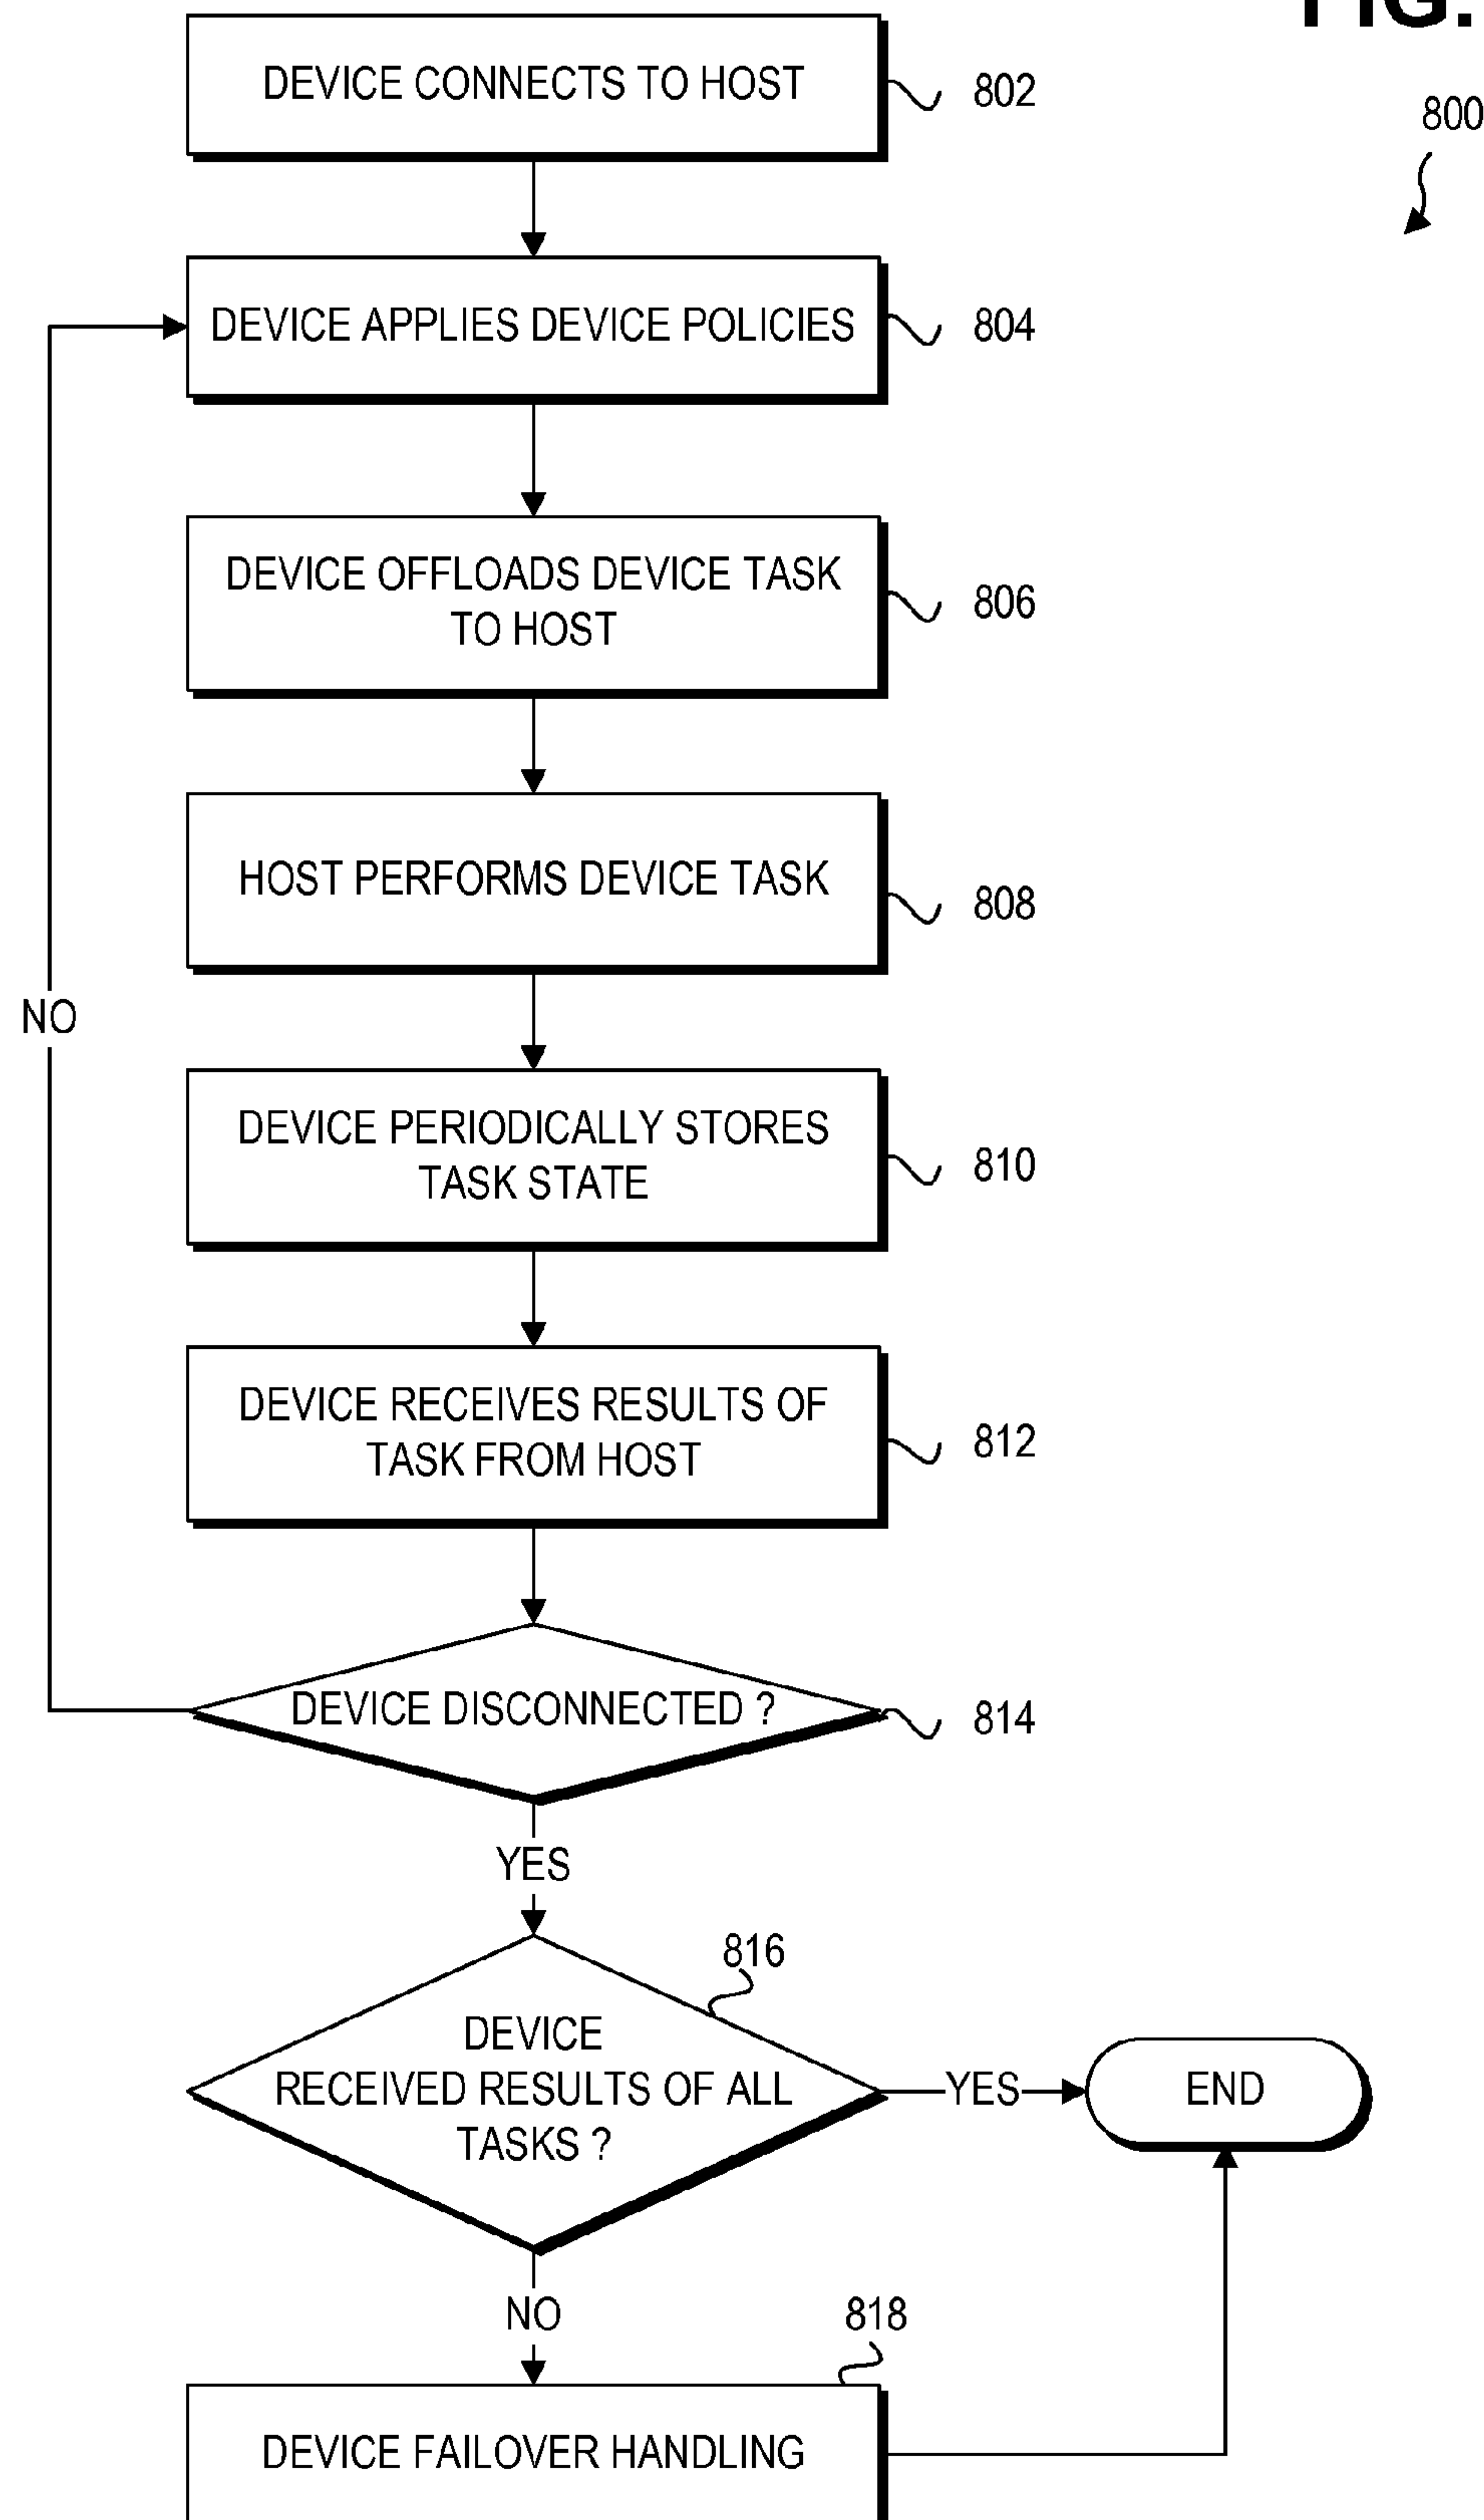 FIG.
DEVICE CONNECTS TO HOST
802
800
DEVICE APPLIES DEVICE POLICIES
804
DEVICE OFFLOADS DEVICE TASK
TO HOST
806
HOST PERFORMS DEVICE TASK
808
NO
DEVICE PERIODICALLY STORES
TASK STATE
810
DEVICE RECEIVES RESULTS OF
TASK FROM HOST
812
DEVICE DISCONNECTED ?
814
YES
816
DEVICE
RECEIVED RESULTS OF ALL
TASKS ?
YES
END
NO
818
DEVICE FAILOVER HANDLING